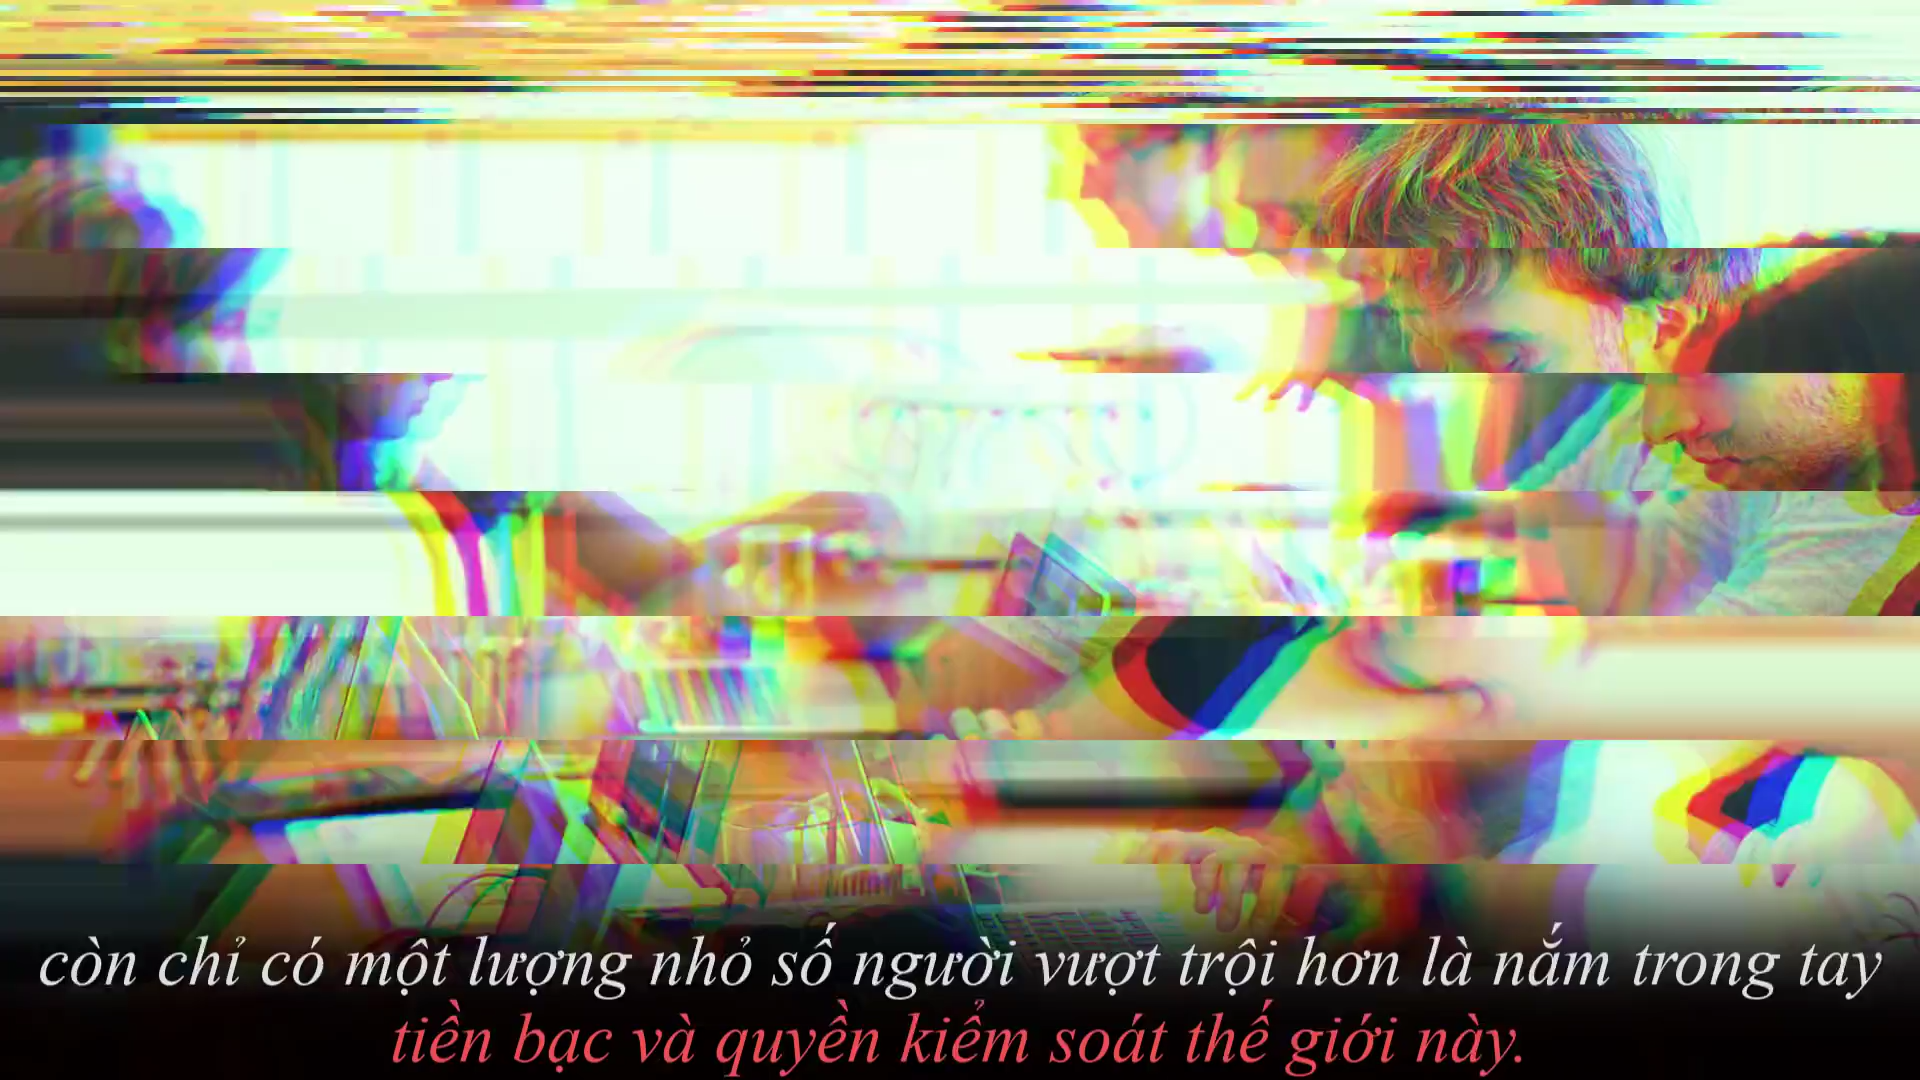 còn chỉ có một lượng nhỏ số người vượt trội hơn là nắm trong tay
tiền bạc và quyền kiểm soát thế giới này.